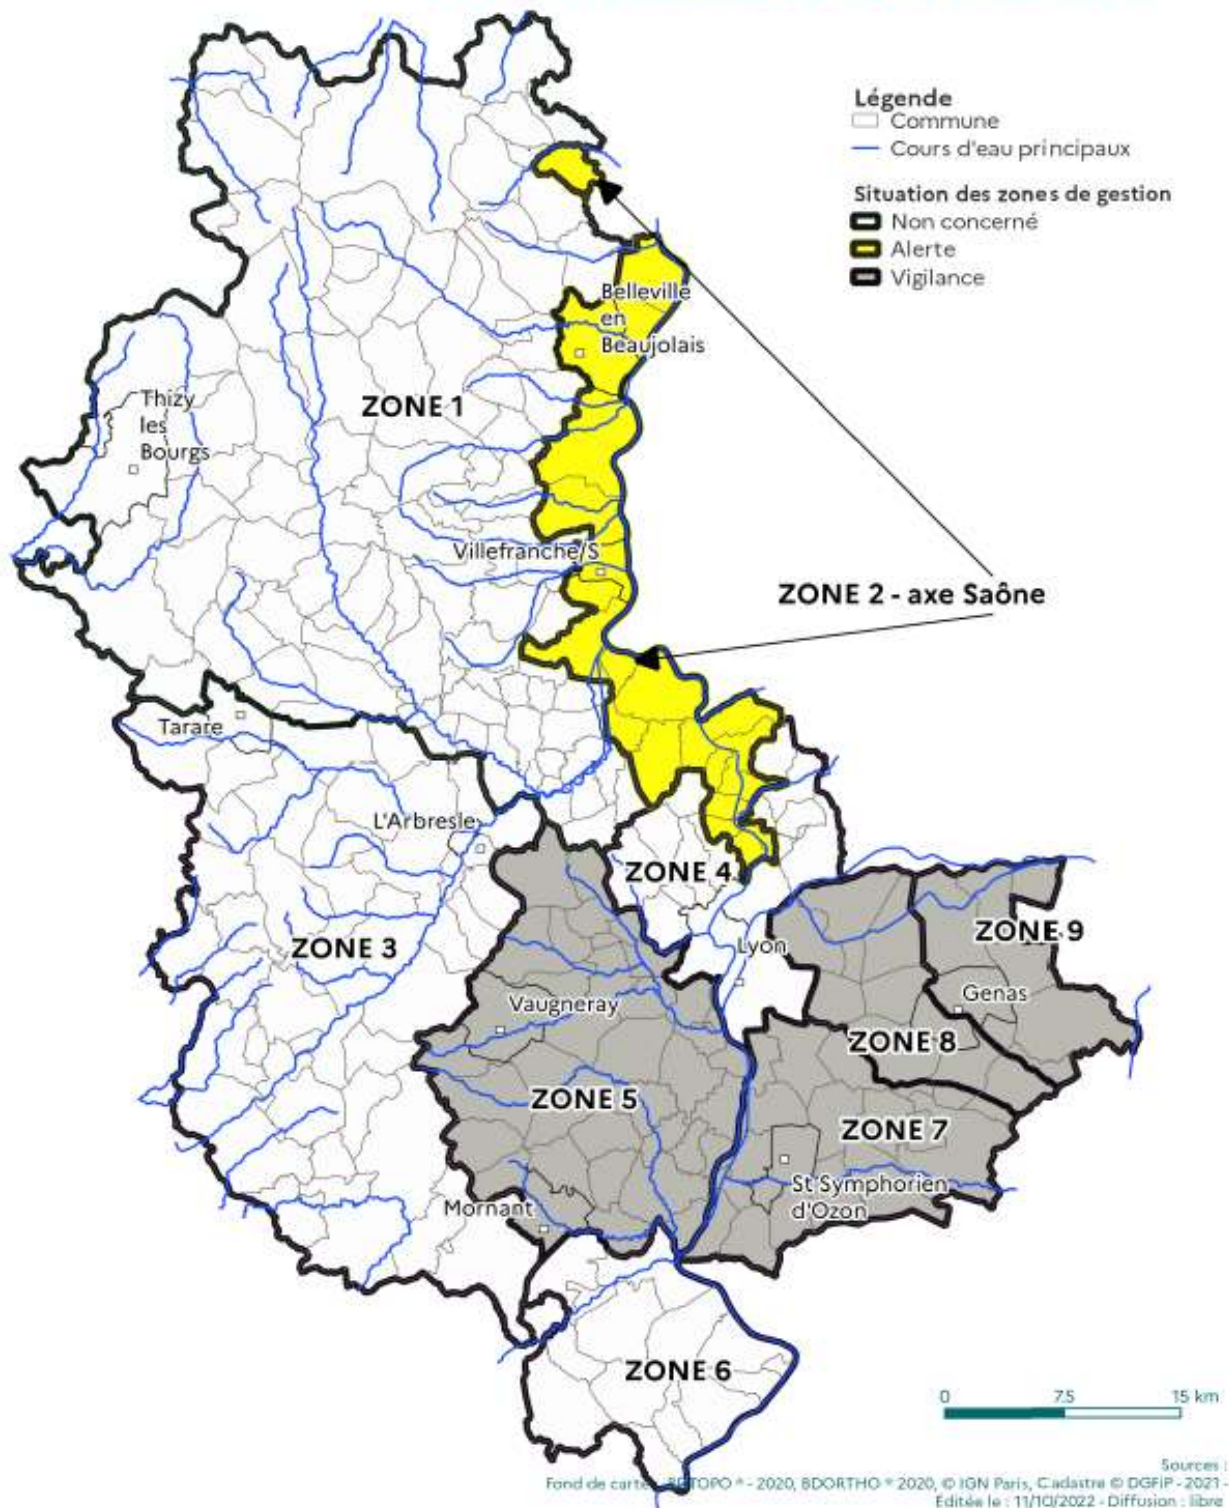 Légende
Commune
Cours d'eau principaux
Situation des zones de gestion
Non concerné
Alerte
Vigilance
Belleville
en
Beaujolais
ZONE 1
Thizy
les
Bourgs
Villefranche/S
ZONE 2 - axe Saône
Tarare
L'Arbresle
ZONE 4
ZONE 3
Lyon
ZONE 9
Vaugneray
Genas
ZONE 8
ZONE 5
ZONE 7
St Symphorien
d'Ozon
Mornant
ZONE 6
0 7.5 15 km
Sources :
Fond de carte : BDTOPO ® - 2020, BDORTHO ® 2020, © IGN Paris, Cadastre © DGFiP - 2021 -
Editée le : 11/10/2022 - Diffusion : libre